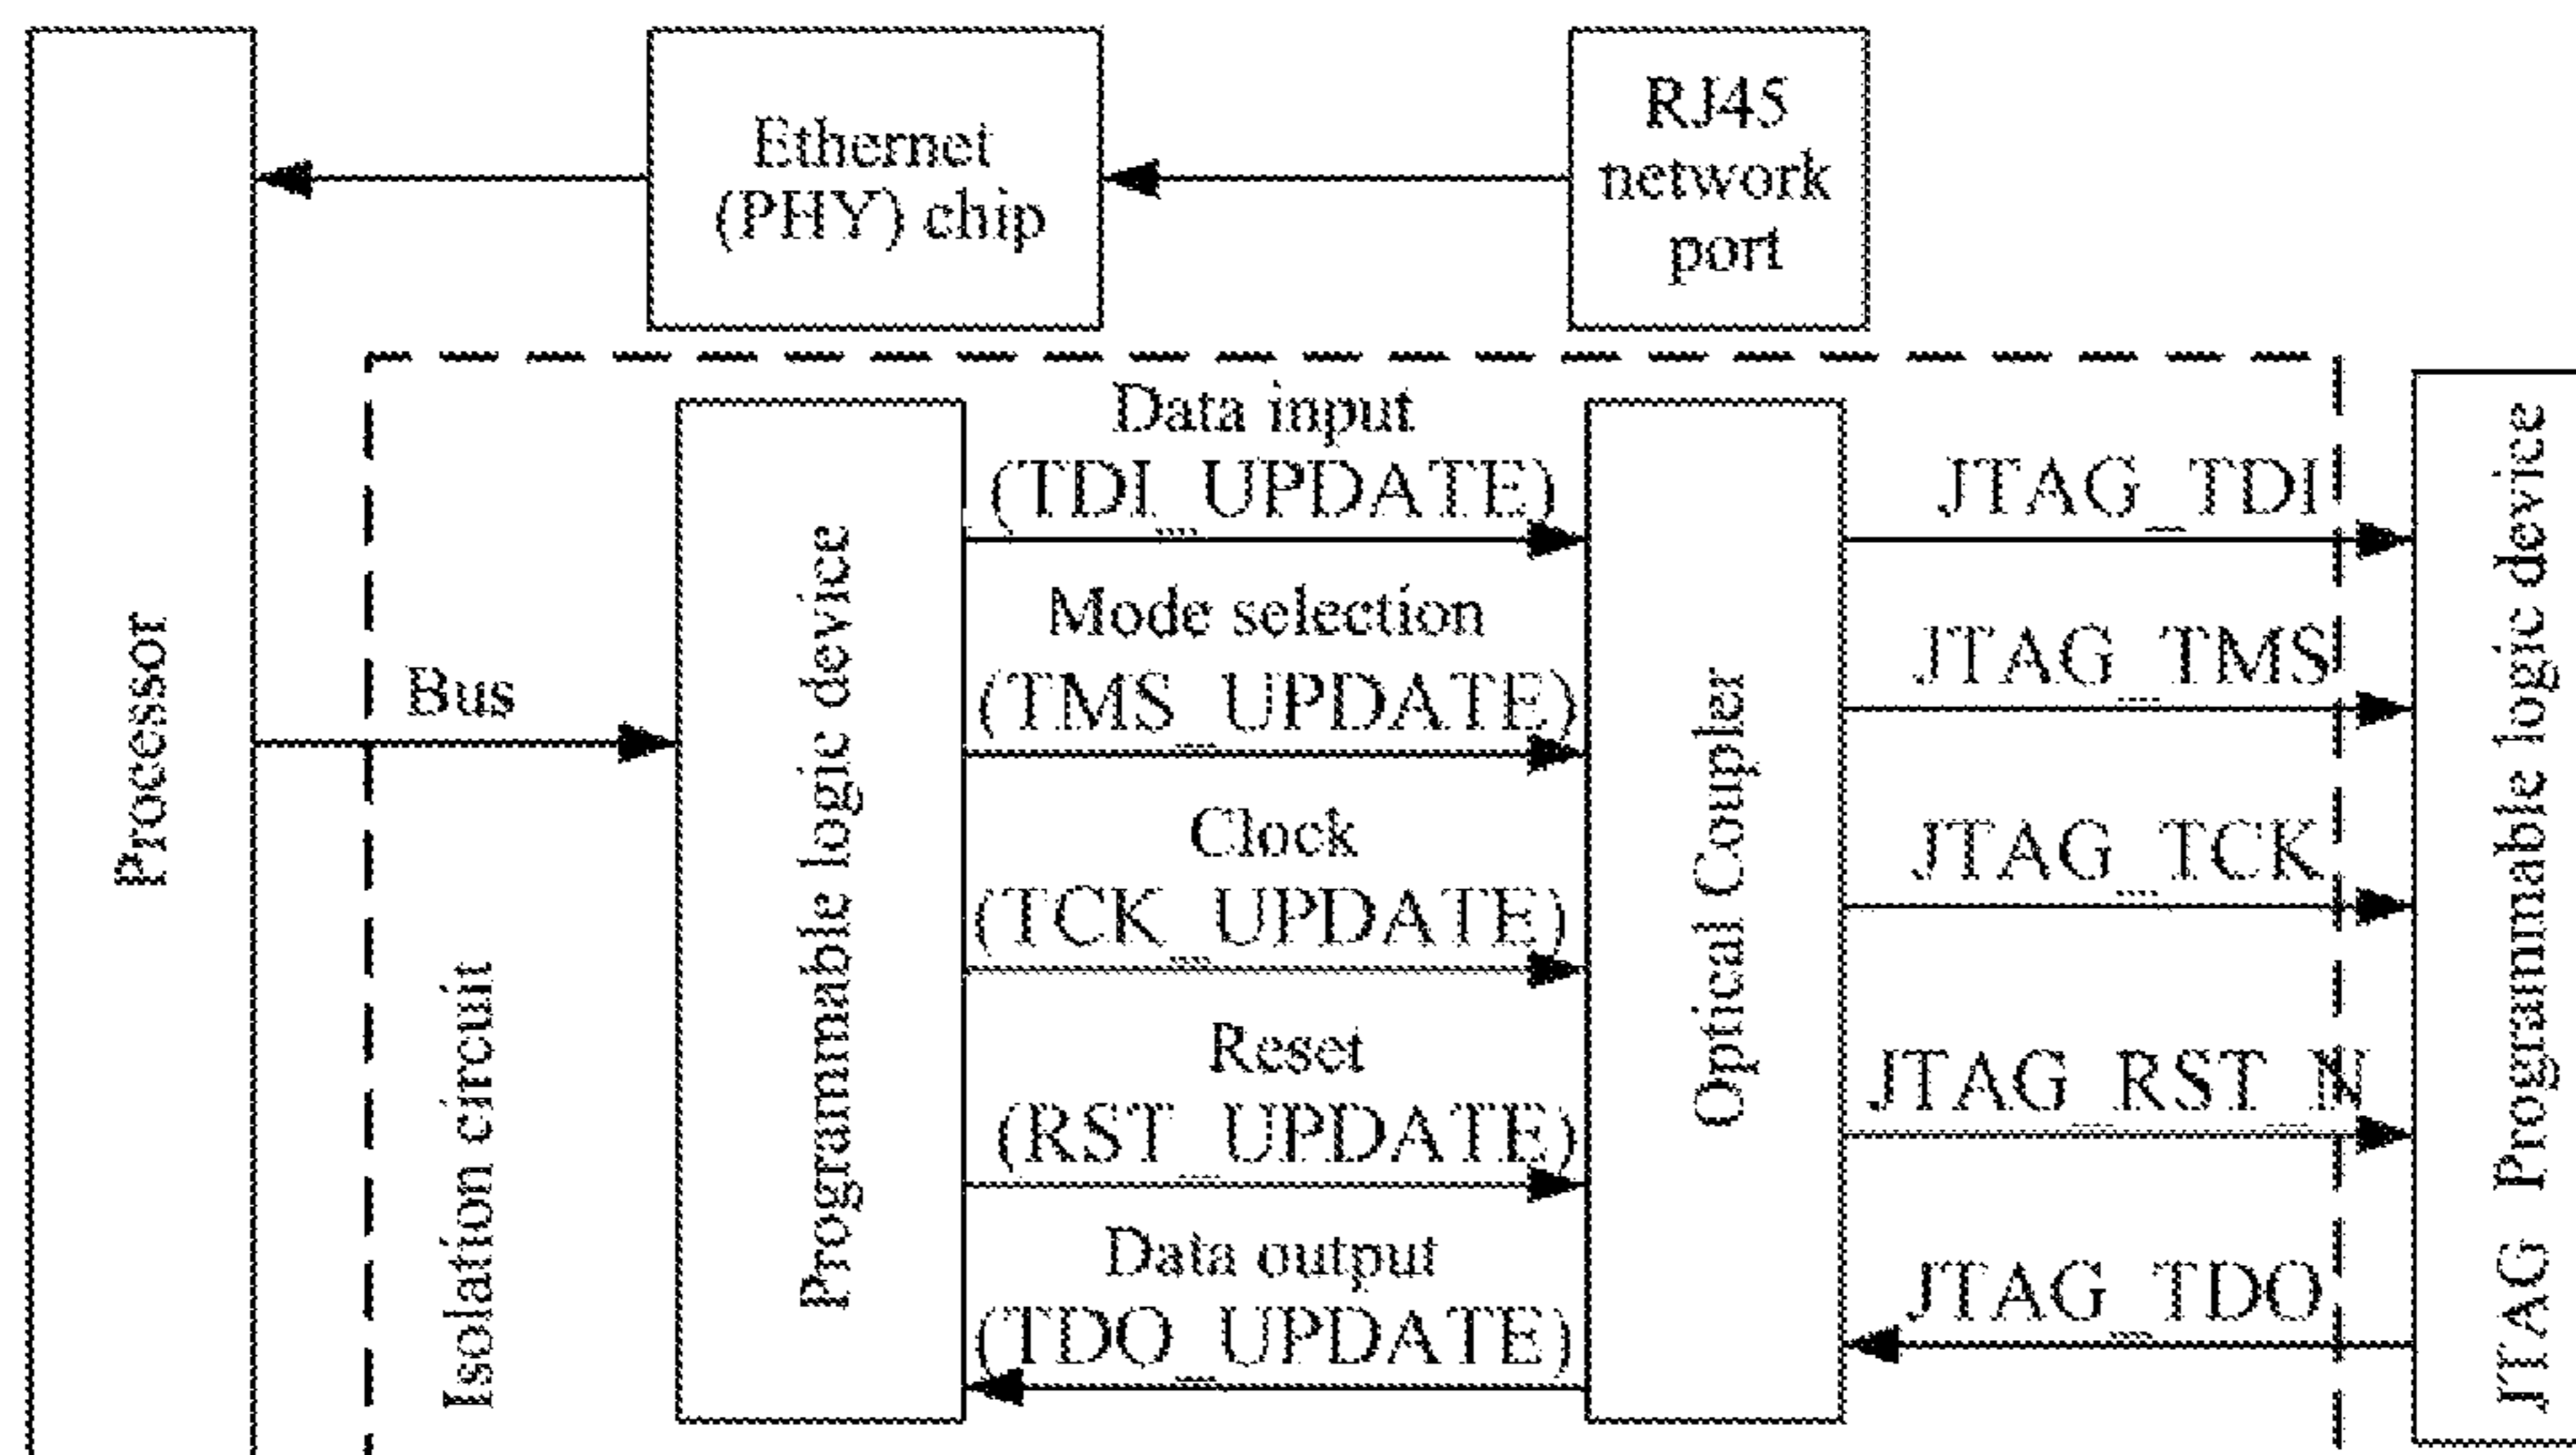 Processor
Ethernet
(PHY) chip
RJ45
network
port
Isolation circuit
Bus
Programmable logic device
Data input
(TDI_UPDATE)
Mode selection
(TMS_UPDATE)
Clock
(TCK_UPDATE)
Reset
(RST_UPDATE)
Data output
(TDO_UPDATE)
Optical Coupler
JTAG_TDI
JTAG_TMS
JTAG_TCK
JTAG_RST_N
JTAG_TDO
JTAG Programmable logic device